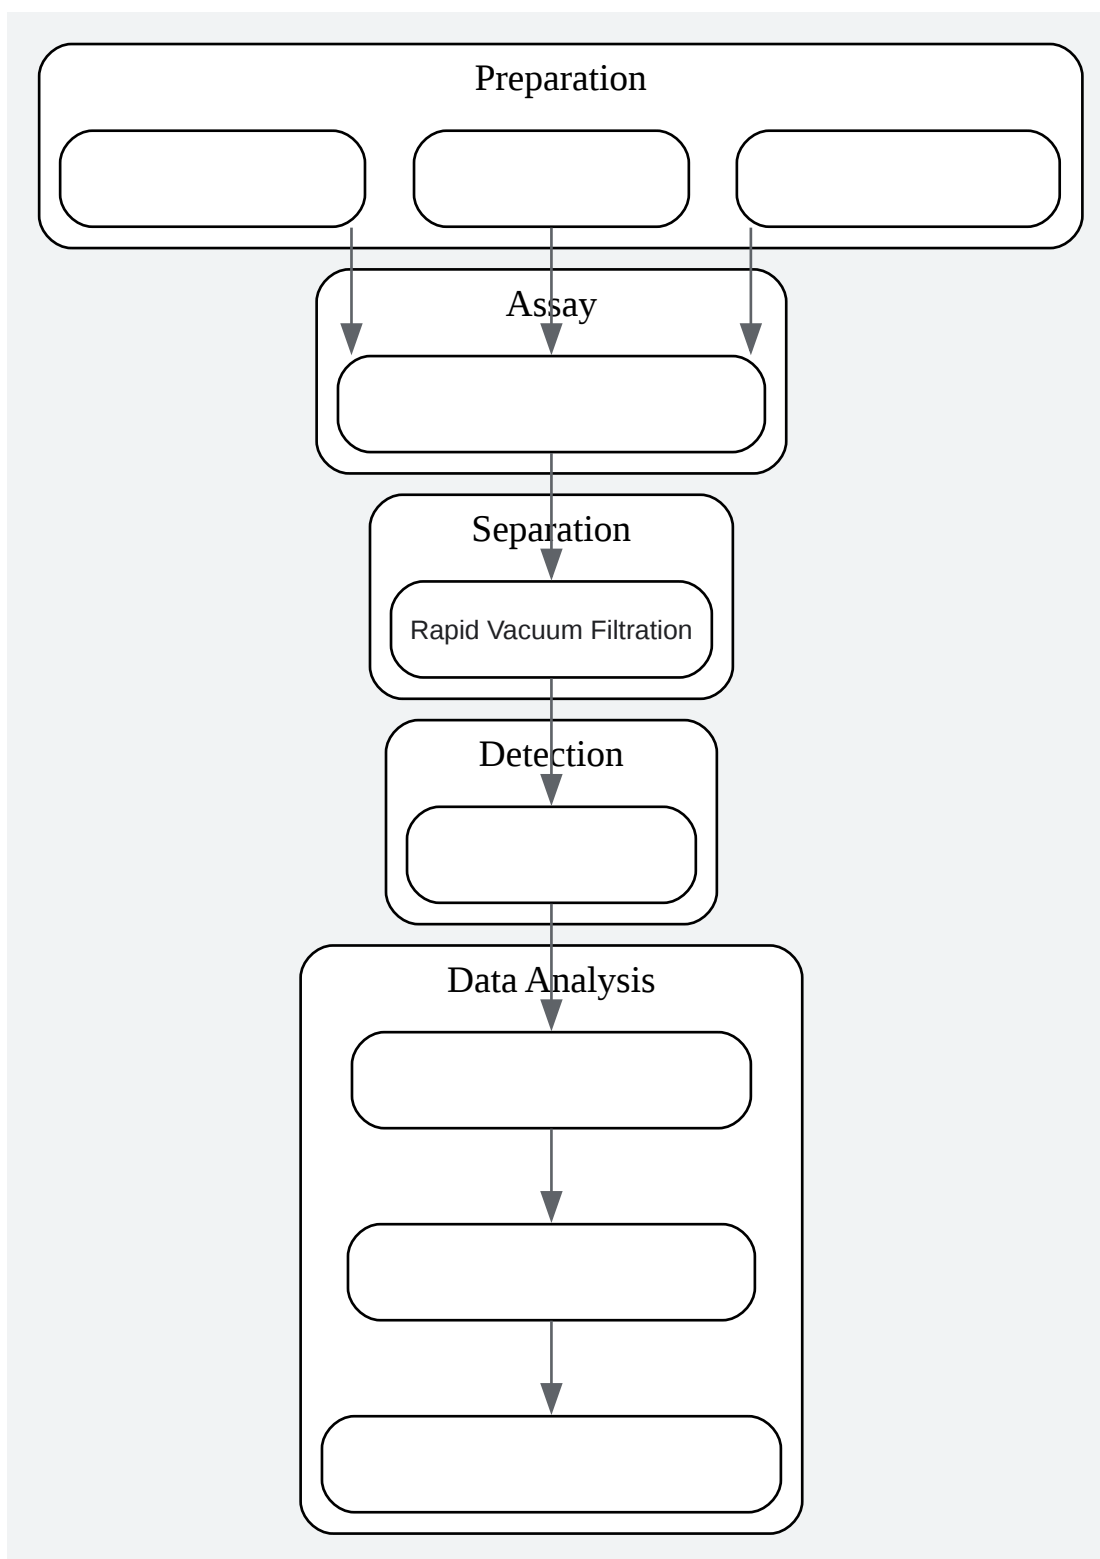 Preparation
Assay
Separation
Rapid Vacuum Filtration
Detection
Data Analysis